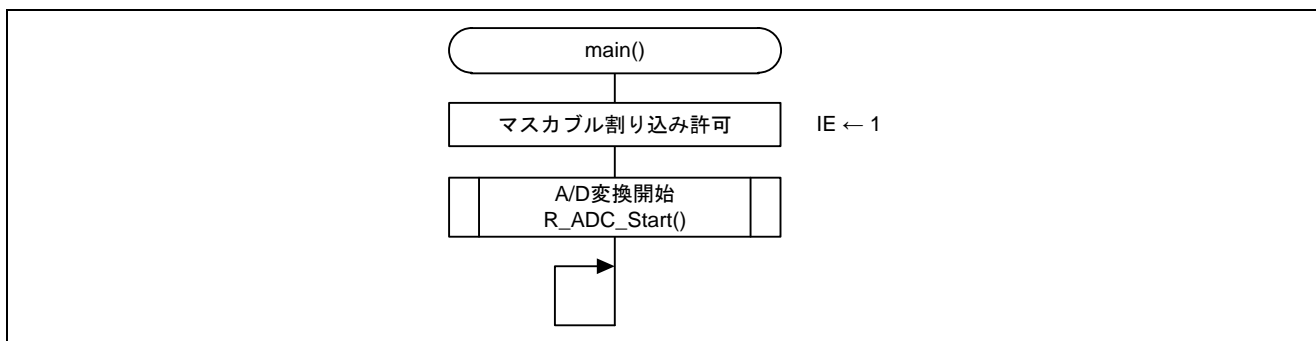 main()
マスカブル割り込み許可
IE ← 1
A/D変換開始
R_ADC_Start()